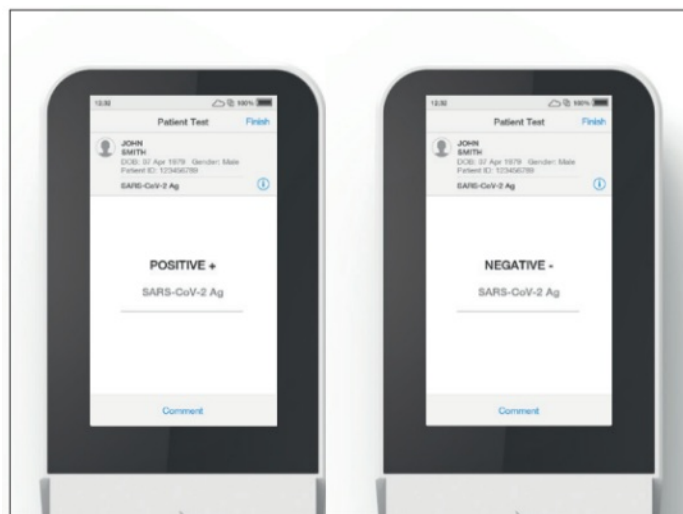 12:32 100%
Patient Test Finish
JOHN
SMITH
DOB: 07 Apr 1979 Gender: Male
Patient ID: 123456789
SARS-CoV-2 Ag
POSITIVE +
SARS-CoV-2 Ag
Comment
12:32 100%
Patient Test Finish
JOHN
SMITH
DOB: 07 Apr 1979 Gender: Male
Patient ID: 123456789
SARS-CoV-2 Ag
NEGATIVE -
SARS-CoV-2 Ag
Comment